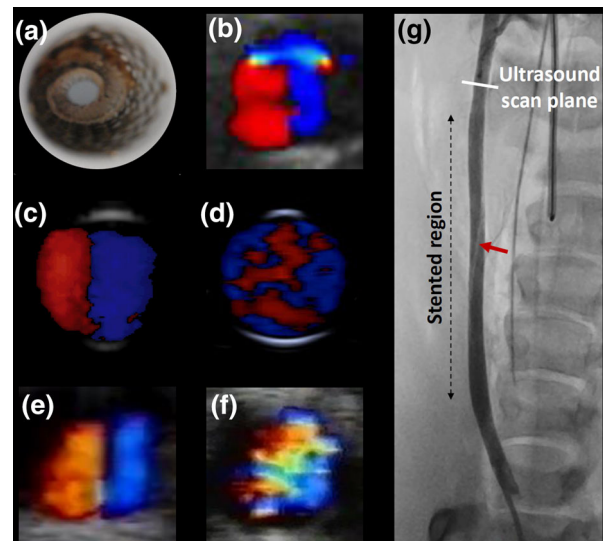 (a)
(b)
(c)
(d)
(e)
(f)
(g)
Ultrasound
scan plane
Stented region